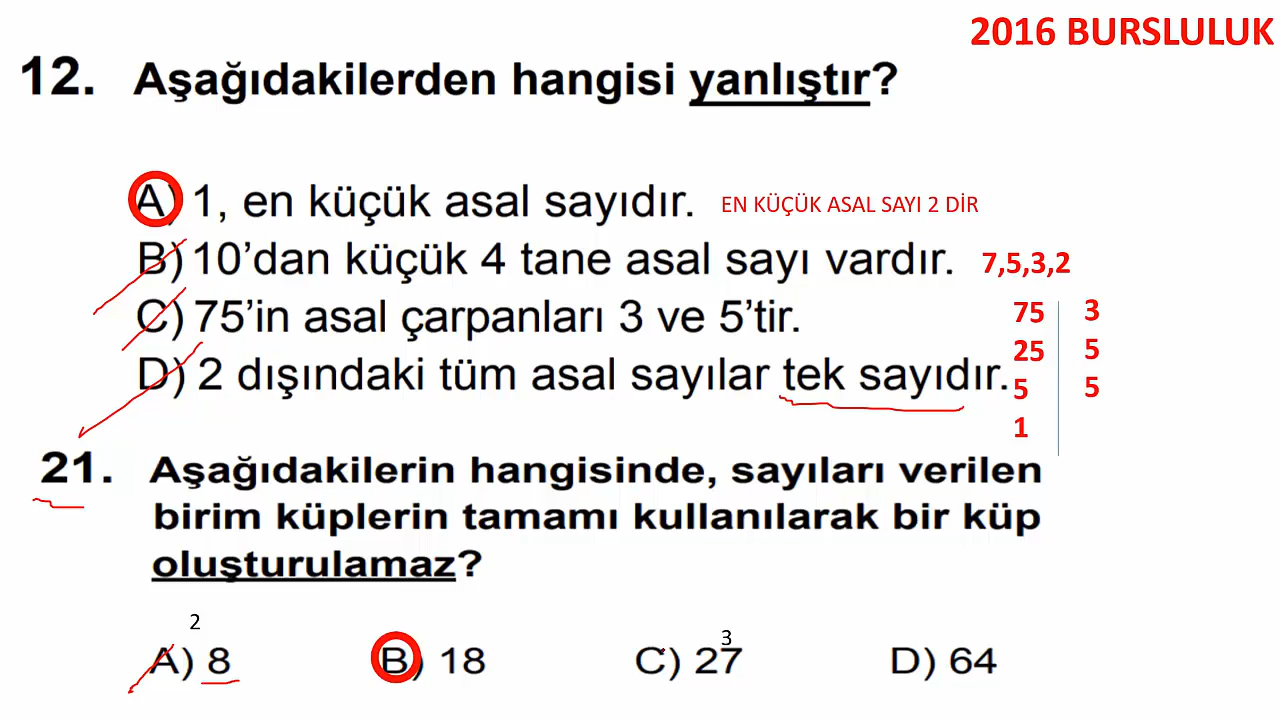 2016 BURSLULUK
12. Aşağıdakilerden hangisi yanlıştır?
A) 1, en küçük asal sayıdır. EN KÜÇÜK ASAL SAYI 2 DİR
B) 10’dan küçük 4 tane asal sayı vardır. 7,5,3,2
C) 75’in asal çarpanları 3 ve 5’tir. 75 3
25 5
D) 2 dışındaki tüm asal sayılar tek sayıdır. 5 5
1
21. Aşağıdakilerin hangisinde, sayıları verilen
birim küplerin tamamı kullanılarak bir küp
oluşturulamaz?
2 3
A) 8 B) 18 C) 27 D) 64